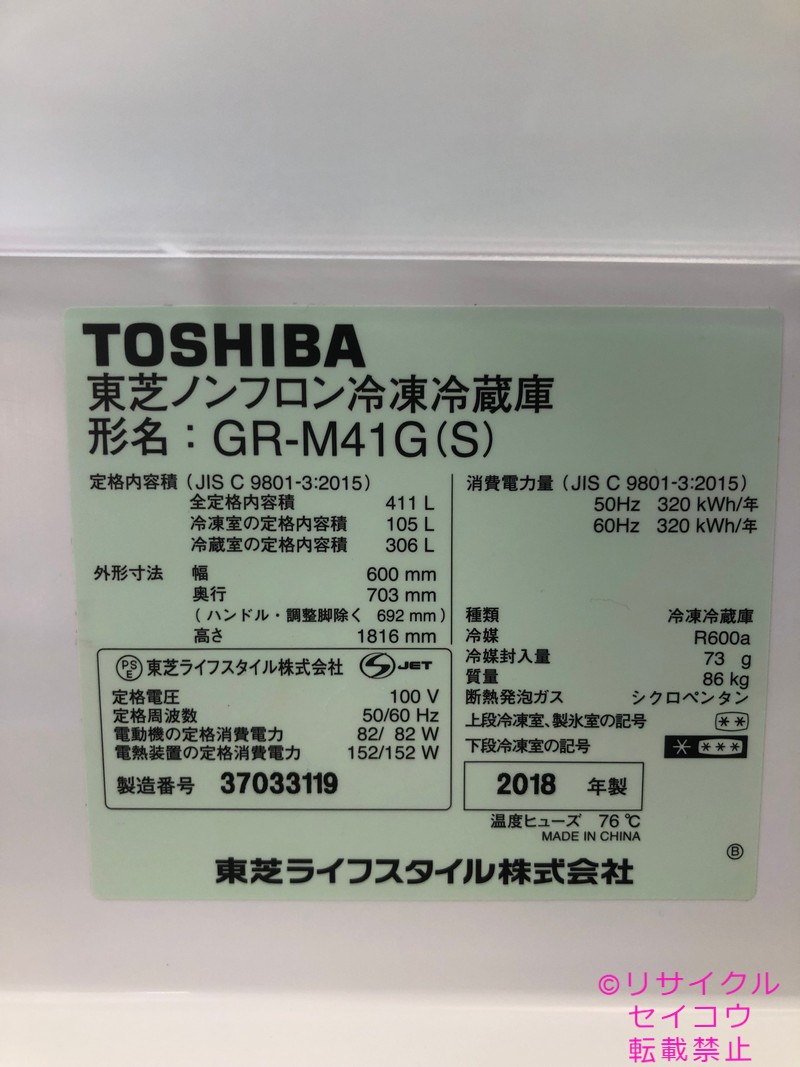 TOSHIBA
東芝ノンフロン冷凍冷蔵庫
形名：GR-M41G(S)
定格内容積（JIS C 9801-3:2015）
全定格内容積 411 L
冷凍室の定格内容積 105 L
冷蔵室の定格内容積 306 L
外形寸法 幅 600 mm
奥行 703 mm
（ハンドル・調整脚除く 692 mm）
高さ 1816 mm
PSE 東芝ライフスタイル株式会社 S JET
定格電圧 100 V
定格周波数 50/60 Hz
電動機の定格消費電力 82/ 82 W
電熱装置の定格消費電力 152/152 W
製造番号 37033119
消費電力量（JIS C 9801-3:2015）
50Hz 320 kWh/年
60Hz 320 kWh/年
種類 冷凍冷蔵庫
冷媒 R600a
冷媒封入量 73 g
質量 86 kg
断熱発泡ガス シクロペンタン
上段冷凍室、製氷室の記号 **
下段冷凍室の記号 * ***
2018 年製
温度ヒューズ 76 ℃
MADE IN CHINA
Ⓑ
東芝ライフスタイル株式会社
©リサイクル
セイコウ
転載禁止